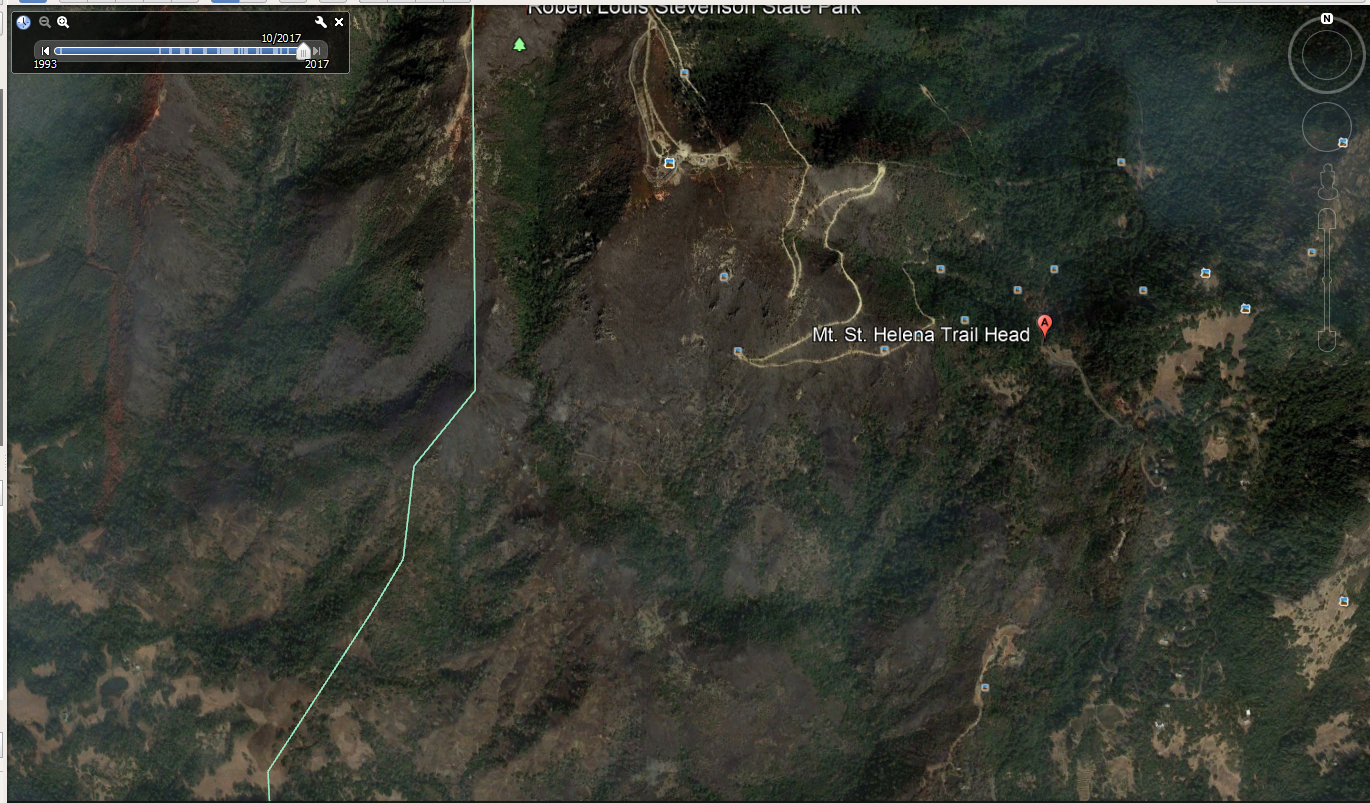 Robert Louis Stevenson State Park
N
10/2017
1993
2017
Mt. St. Helena Trail Head
A